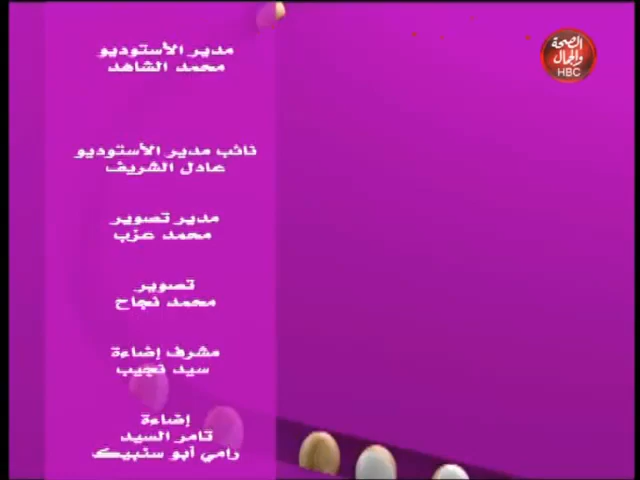 مدير الأستوديو
محمد الشاهد
نائب مدير الأستوديو
عادل الشريف
مدير تصوير
محمد عزب
تصوير
محمد نجاح
مشرف إضاءة
سيد نجيب
إضاءة
تامر السيد
رامي أبو سنبيك
الصحة
والجمال
HBC